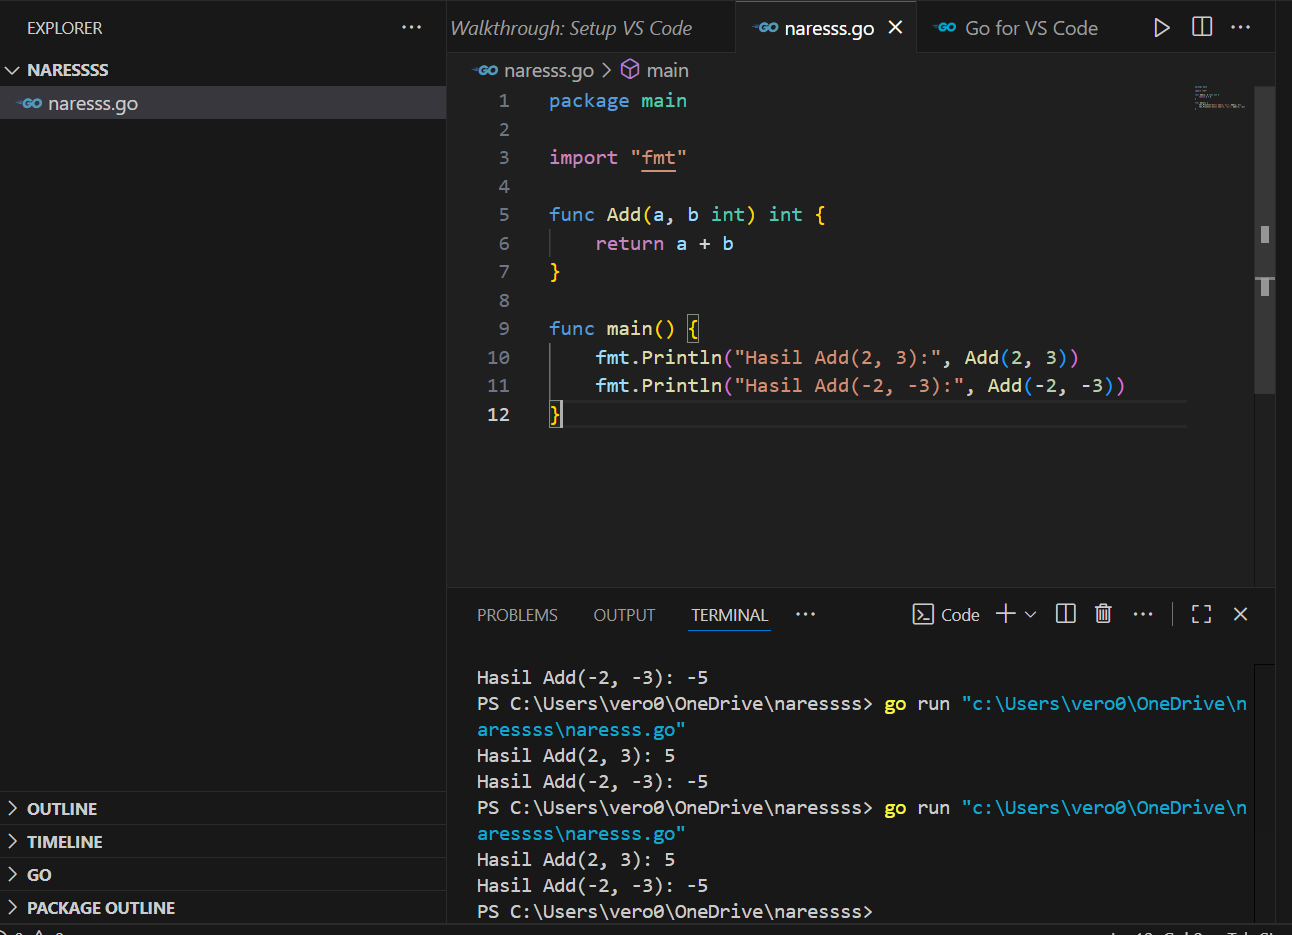 EXPLORER
NARESSSS
naresss.go
OUTLINE
TIMELINE
GO
PACKAGE OUTLINE
Walkthrough: Setup VS Code
naresss.go
Go for VS Code
naresss.go > main
1 package main
2
3 import "fmt"
4
5 func Add(a, b int) int {
6 return a + b
7 }
8
9 func main() {
10 fmt.Println("Hasil Add(2, 3):", Add(2, 3))
11 fmt.Println("Hasil Add(-2, -3):", Add(-2, -3))
12 }
PROBLEMS OUTPUT TERMINAL ··· Code
Hasil Add(-2, -3): -5
PS C:\Users\vero0\OneDrive\naressss> go run "c:\Users\vero0\OneDrive\n
aressss\naresss.go"
Hasil Add(2, 3): 5
Hasil Add(-2, -3): -5
PS C:\Users\vero0\OneDrive\naressss> go run "c:\Users\vero0\OneDrive\n
aressss\naresss.go"
Hasil Add(2, 3): 5
Hasil Add(-2, -3): -5
PS C:\Users\vero0\OneDrive\naressss>